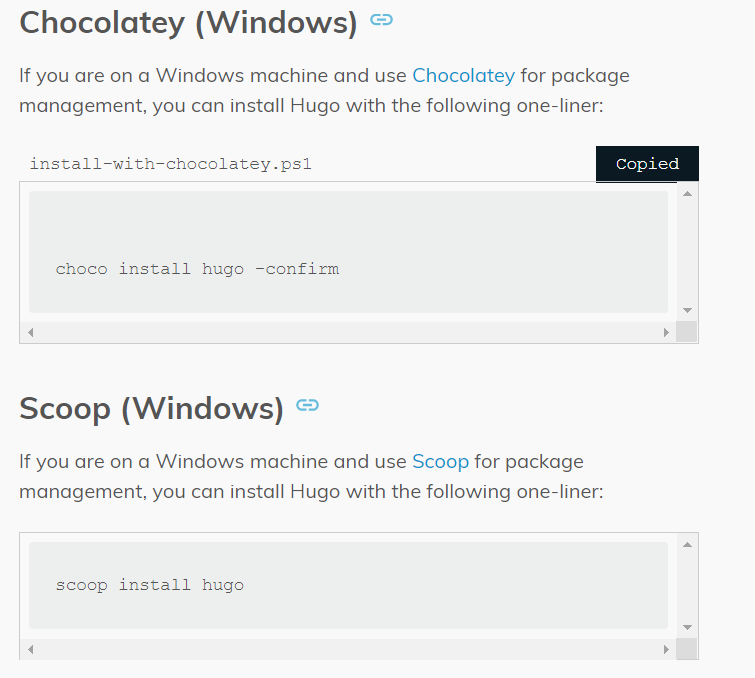 Chocolatey (Windows)
If you are on a Windows machine and use Chocolatey for package
management, you can install Hugo with the following one-liner:
install-with-chocolatey.ps1
Copied
choco install hugo -confirm
Scoop (Windows)
If you are on a Windows machine and use Scoop for package
management, you can install Hugo with the following one-liner:
scoop install hugo